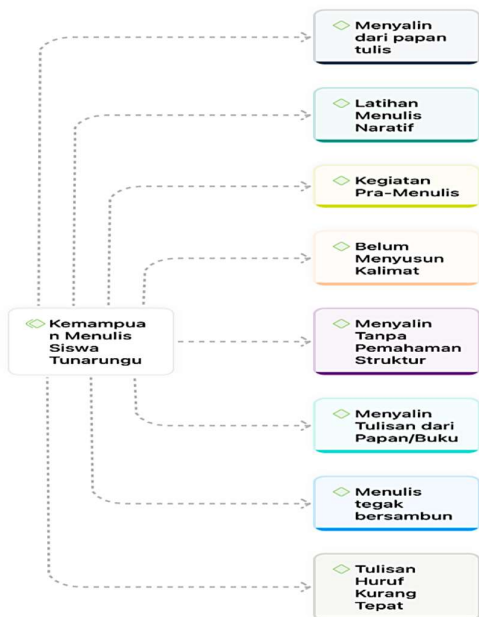 Menyalin
dari papan
tulis
Latihan
Menulis
Naratif
Kegiatan
Pra-Menulis
Belum
Menyusun
Kalimat
Kemampua
n Menulis
Siswa
Tunarungu
Menyalin
Tanpa
Pemahaman
Struktur
Menyalin
Tulisan dari
Papan/Buku
Menulis
tegak
bersambun
Tulisan
Huruf
Kurang
Tepat